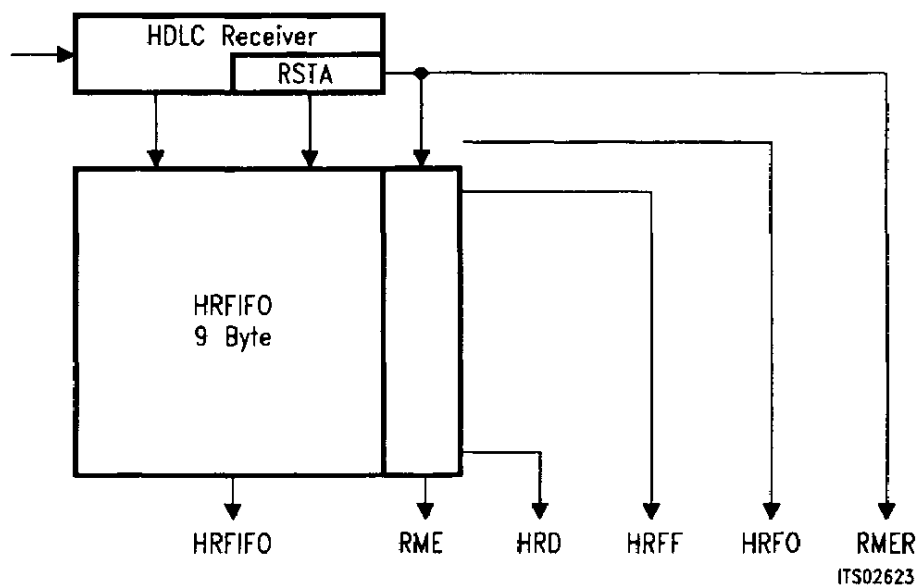 HDLC Receiver
RSTA
HRFIFO
9 Byte
HRFIFO RME HRD HRFF HRFO RMER
ITS02623